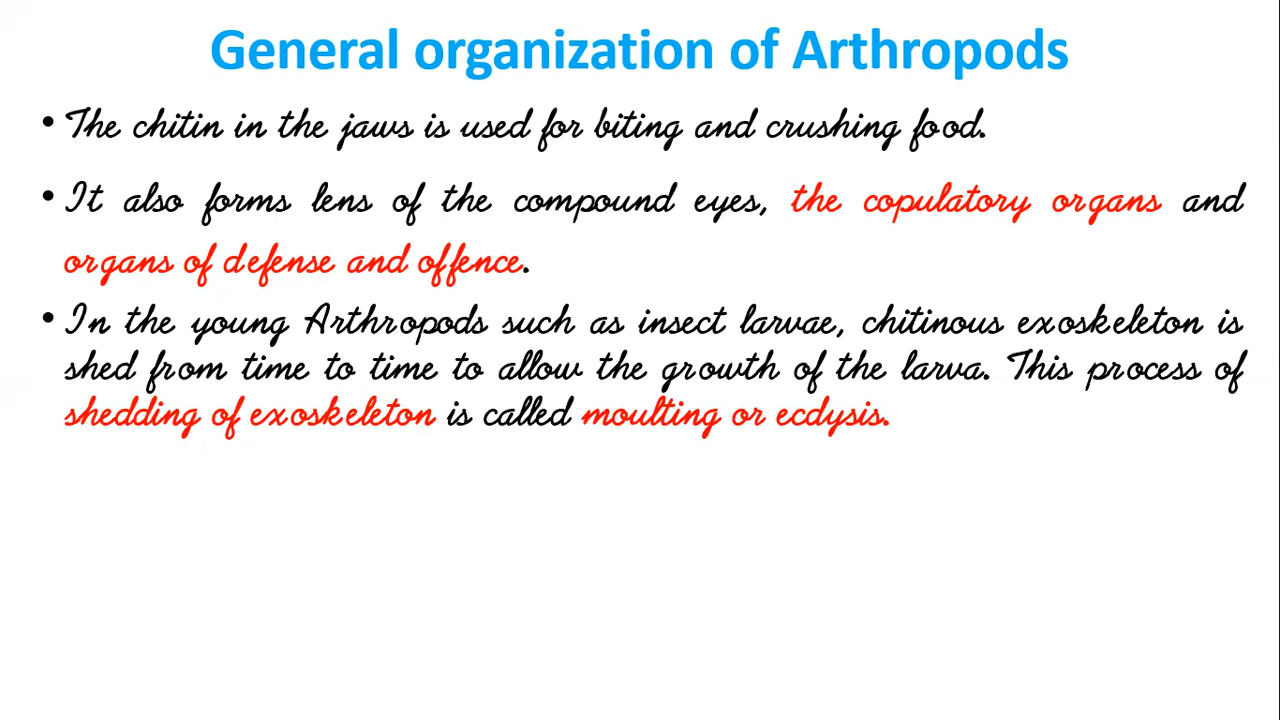 General organization of Arthropods
• The chitin in the jaws is used for biting and crushing food.
• It also forms lens of the compound eyes, the copulatory organs and
organs of defense and offence.
• In the young Arthropods such as insect larvae, chitinous exoskeleton is
shed from time to time to allow the growth of the larva. This process of
shedding of exoskeleton is called moulting or ecdysis.